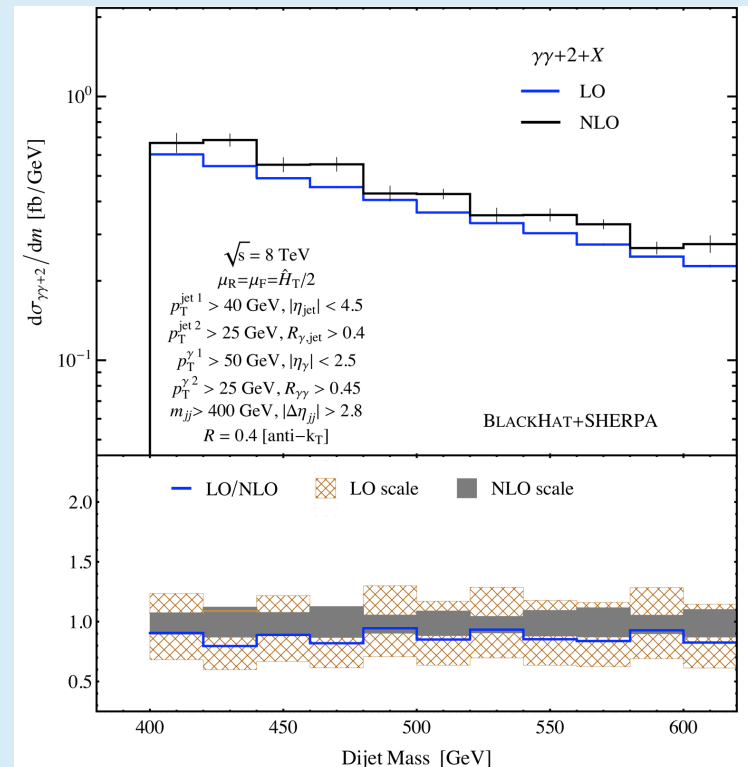 γγ+2+X
LO
NLO
10⁰
10⁻¹
dσ_γγ+2/dm [fb/GeV]
√s = 8 TeV
μ_R=μ_F=Ĥ_T/2
p_T^jet 1 > 40 GeV, |η_jet| < 4.5
p_T^jet 2 > 25 GeV, R_γ,jet > 0.4
p_T^γ 1 > 50 GeV, |η_γ| < 2.5
p_T^γ 2 > 25 GeV, R_γγ > 0.45
m_jj > 400 GeV, |Δη_jj| > 2.8
R = 0.4 [anti−k_T]
BLACKHAT+SHERPA
LO/NLO LO scale NLO scale
2.0
1.5
1.0
0.5
400 450 500 550 600
Dijet Mass [GeV]